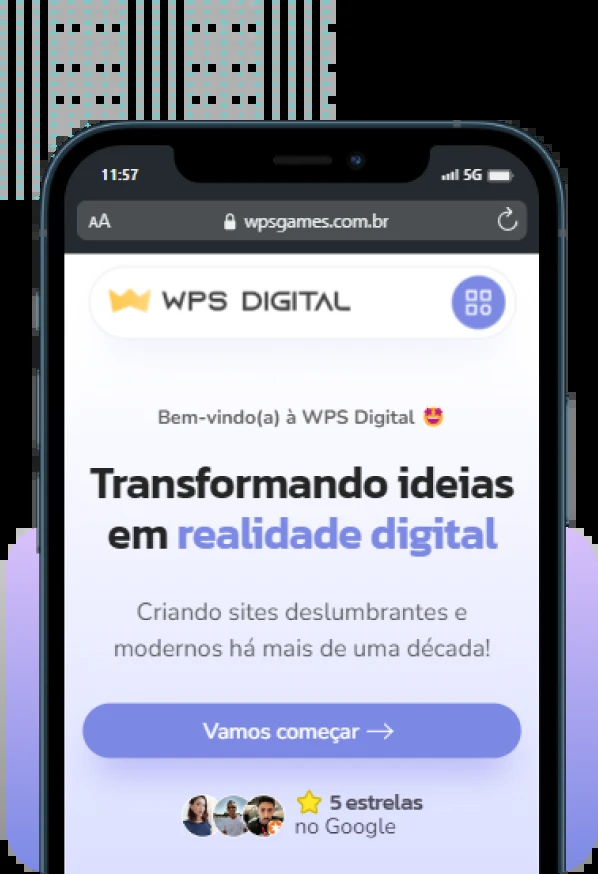 11:57
5G
AA
wpsgames.com.br
WPS DIGITAL
Bem-vindo(a) à WPS Digital 🤩
Transformando ideias
em realidade digital
Criando sites deslumbrantes e
modernos há mais de uma década!
Vamos começar →
⭐ 5 estrelas
no Google